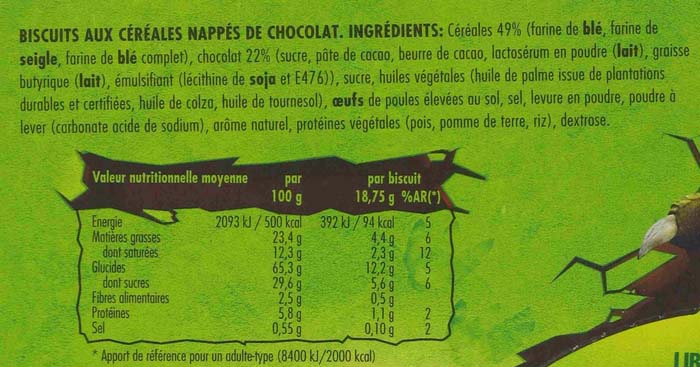 BISCUITS AUX CÉRÉALES NAPPÉS DE CHOCOLAT. INGRÉDIENTS: Céréales 49% (farine de blé, farine de
seigle, farine de blé complet), chocolat 22% (sucre, pâte de cacao, beurre de cacao, lactosérum en poudre (lait), graisse
butyrique (lait), émulsifiant (lécithine de soja et E476)), sucre, huiles végétales (huile de palme issue de plantations
durables et certifiées, huile de colza, huile de tournesol), œufs de poules élevées au sol, sel, levure en poudre, poudre à
lever (carbonate acide de sodium), arôme naturel, protéines végétales (pois, pomme de terre, riz), dextrose.
Valeur nutritionnelle moyenne par par biscuit
100 g 18,75 g %AR(*)
Energie 2093 kJ / 500 kcal 392 kJ / 94 kcal 5
Matières grasses 23,4 g 4,4 g 6
dont saturées 12,3 g 2,3 g 12
Glucides 65,3 g 12,2 g 5
dont sucres 29,6 g 5,6 g 6
Fibres alimentaires 2,5 g 0,5 g
Protéines 5,8 g 1,1 g 2
Sel 0,55 g 0,10 g 2
* Apport de référence pour un adulte-type (8400 kJ/2000 kcal)